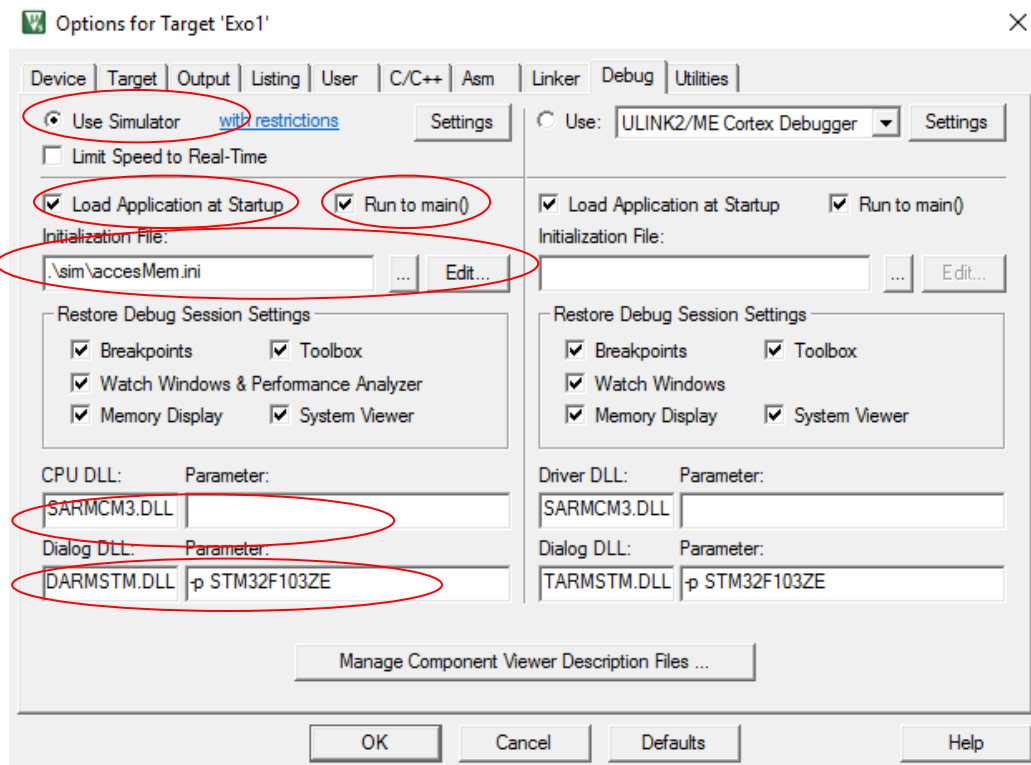 Options for Target 'Exo1'
Device Target Output Listing User C/C++ Asm Linker Debug Utilities
Use Simulator with restrictions Settings
Limit Speed to Real-Time
Load Application at Startup Run to main()
Initialization File:
.\sim\accesMem.ini ... Edit...
Restore Debug Session Settings
Breakpoints Toolbox
Watch Windows & Performance Analyzer
Memory Display System Viewer
CPU DLL: Parameter:
SARMCM3.DLL
Dialog DLL: Parameter:
DARMSTM.DLL -p STM32F103ZE
Use: ULINK2/ME Cortex Debugger Settings
Load Application at Startup Run to main()
Initialization File:
... Edit...
Restore Debug Session Settings
Breakpoints Toolbox
Watch Windows
Memory Display System Viewer
Driver DLL: Parameter:
SARMCM3.DLL
Dialog DLL: Parameter:
TARMSTM.DLL -p STM32F103ZE
Manage Component Viewer Description Files ...
OK Cancel Defaults Help